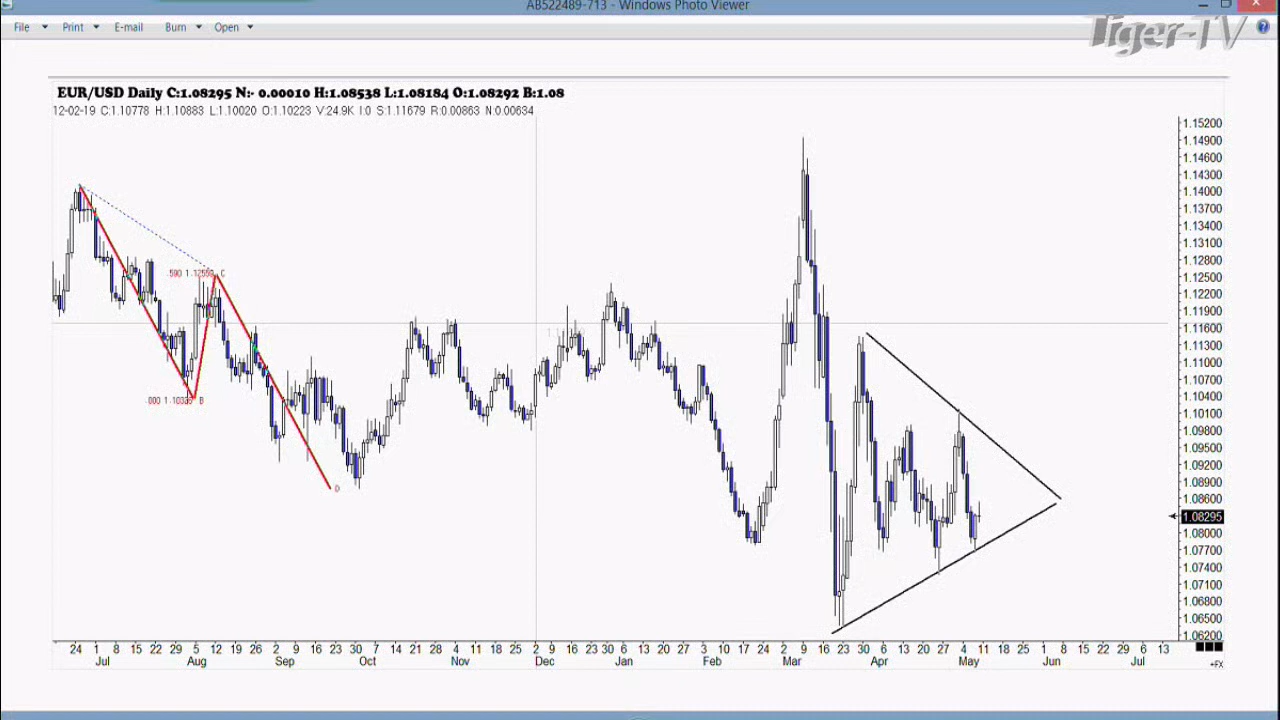 AB522489-713 - Windows Photo Viewer
File Print E-mail Burn Open
Tiger-TV
EUR/USD Daily C:1.08295 N:- 0.00010 H:1.08538 L:1.08184 O:1.08292 B:1.08
12-02-19 C:1.10778 H:1.10883 L:1.10020 O:1.10223 V:24.9K I:0 S:1.11679 R:0.00863 N:0.00634
1.15200
1.14900
1.14600
1.14300
1.14000
1.13700
1.13400
1.13100
1.12800
1.12500
1.12200
1.11900
1.11600
1.11300
1.11000
1.10700
1.10400
1.10100
1.09800
1.09500
1.09200
1.08900
1.08600
1.08295
1.08000
1.07700
1.07400
1.07100
1.06800
1.06500
1.06200
C
B
D
24 1 8 15 22 29 5 12 19 26 2 9 16 23 30 7 14 21 28 4 11 18 25 2 9 16 23 30 6 13 20 27 3 10 17 24 2 9 16 23 30 6 13 20 27 4 11 18 25 1 8 15 22 29 6 13
Jul Aug Sep Oct Nov Dec Jan Feb Mar Apr May Jun Jul
+FX